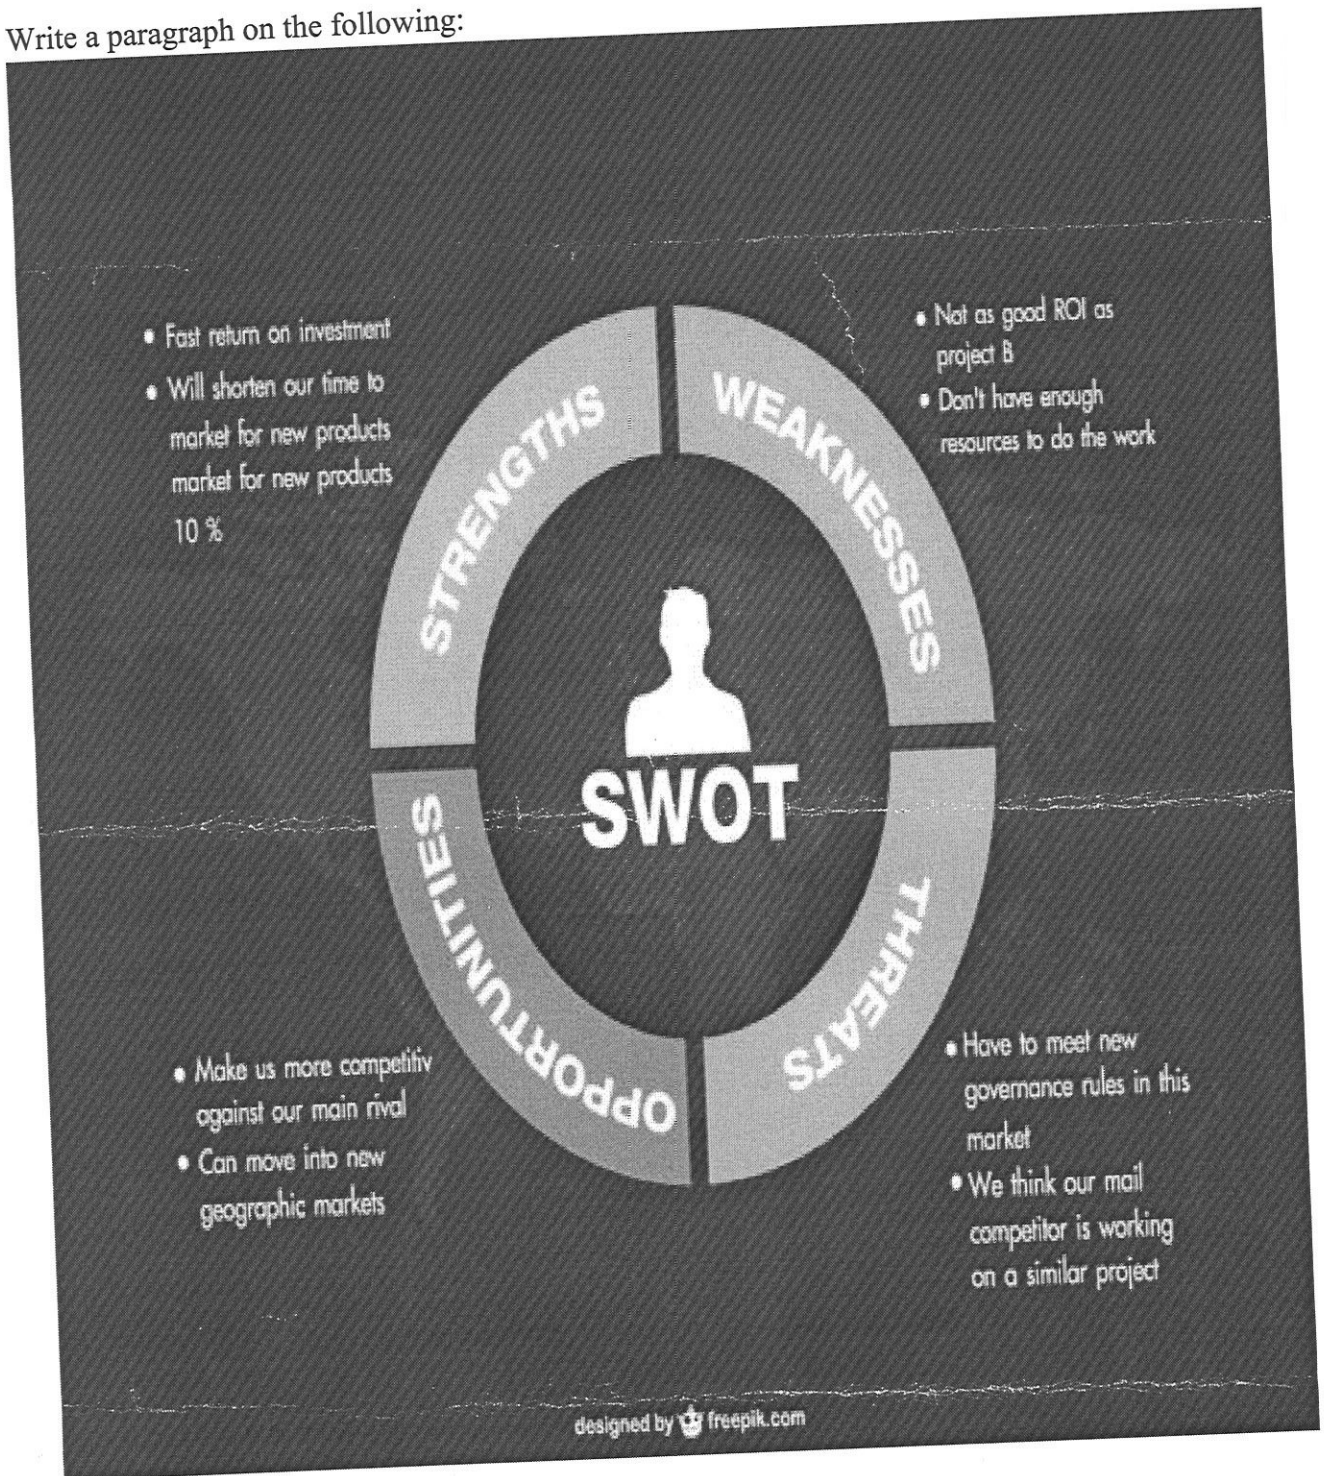 Write a paragraph on the following:
• Fast return on investment
• Will shorten our time to
market for new products
market for new products
10 %
• Not as good ROI as
project B
• Don't have enough
resources to do the work
STRENGTHS
WEAKNESSES
SWOT
OPPORTUNITIES
THREATS
• Make us more competitiv
against our main rival
• Can move into new
geographic markets
• Have to meet new
governance rules in this
market
• We think our mail
competitor is working
on a similar project
designed by freepik.com